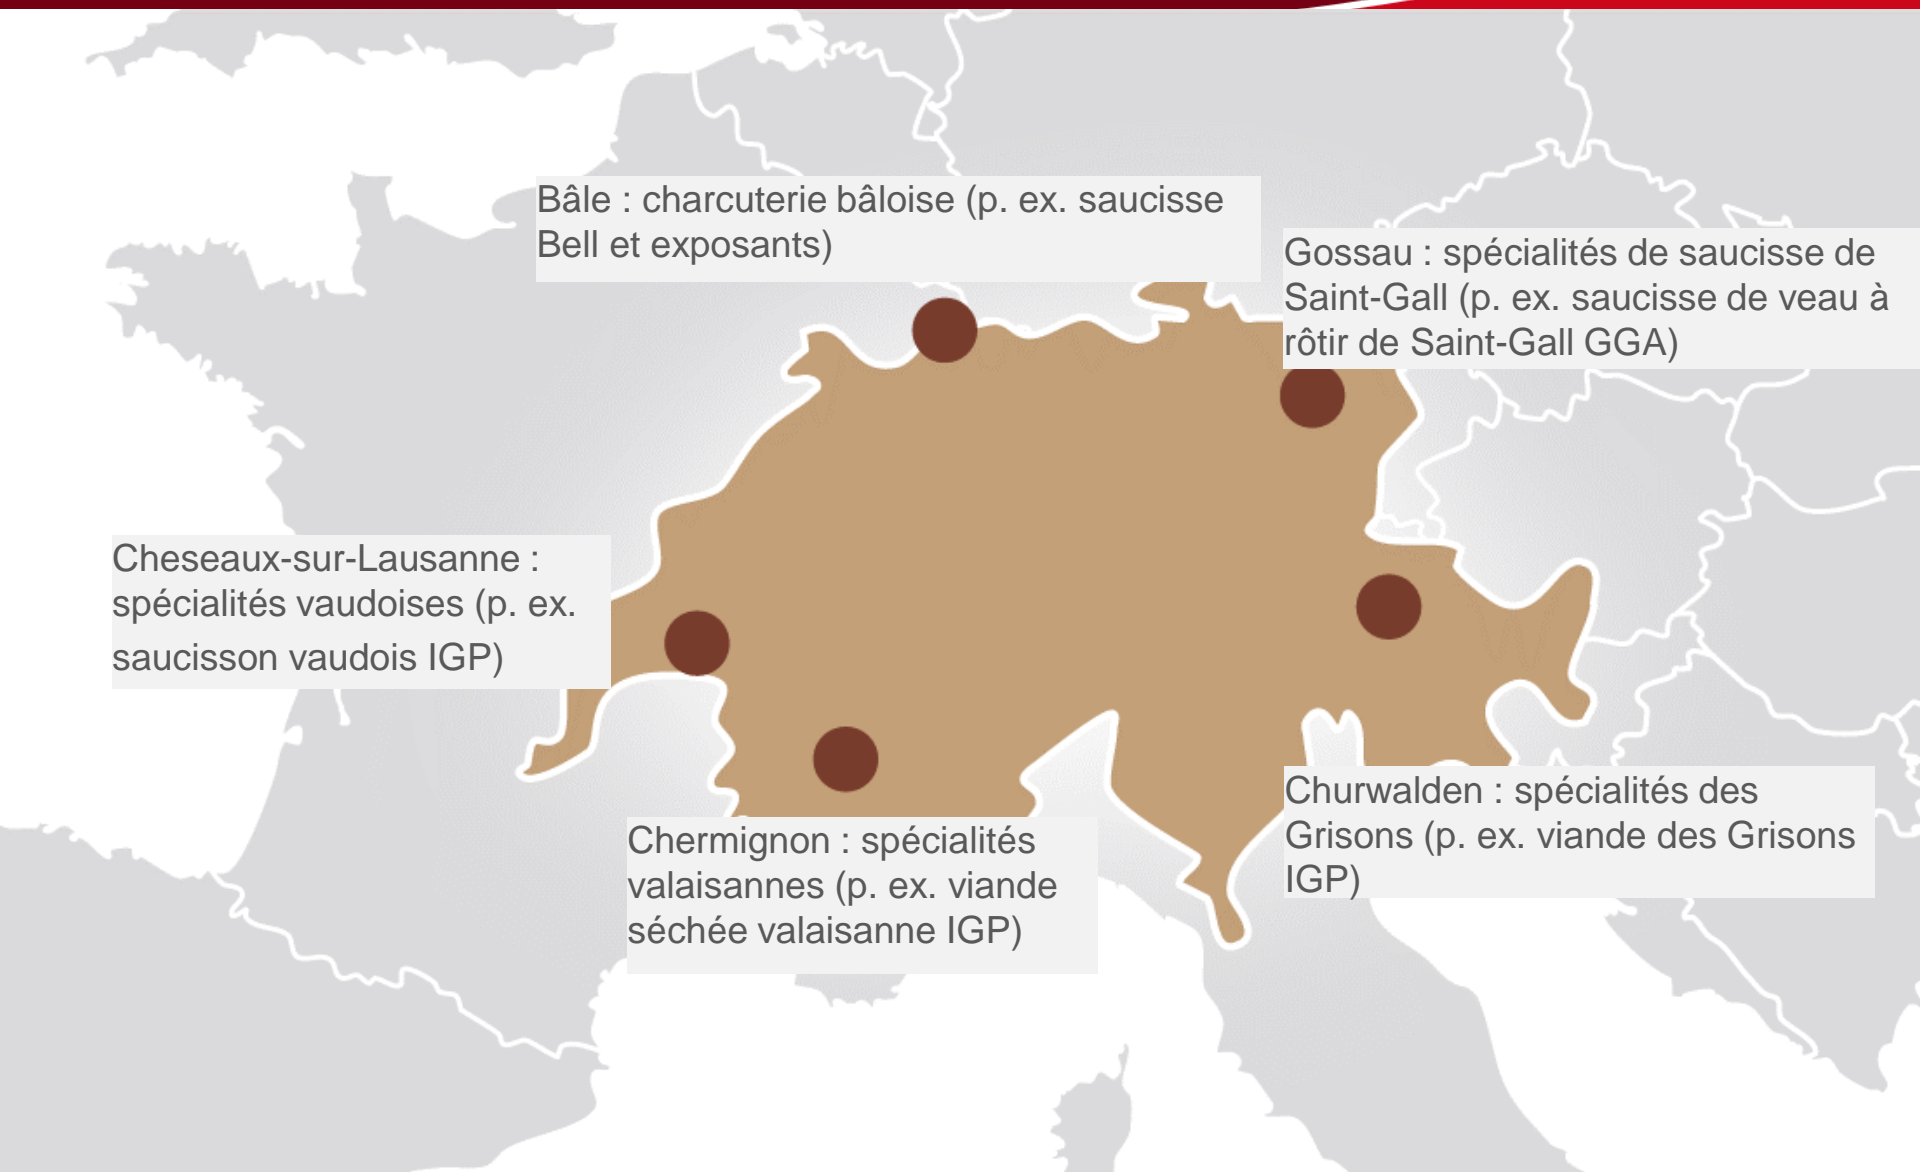 Bâle : charcuterie bâloise (p. ex. saucisse
Bell et exposants)
Gossau : spécialités de saucisse de
Saint-Gall (p. ex. saucisse de veau à
rôtir de Saint-Gall GGA)
Cheseaux-sur-Lausanne :
spécialités vaudoises (p. ex.
saucisson vaudois IGP)
Churwalden : spécialités des
Grisons (p. ex. viande des Grisons
IGP)
Chermignon : spécialités
valaisannes (p. ex. viande
séchée valaisanne IGP)